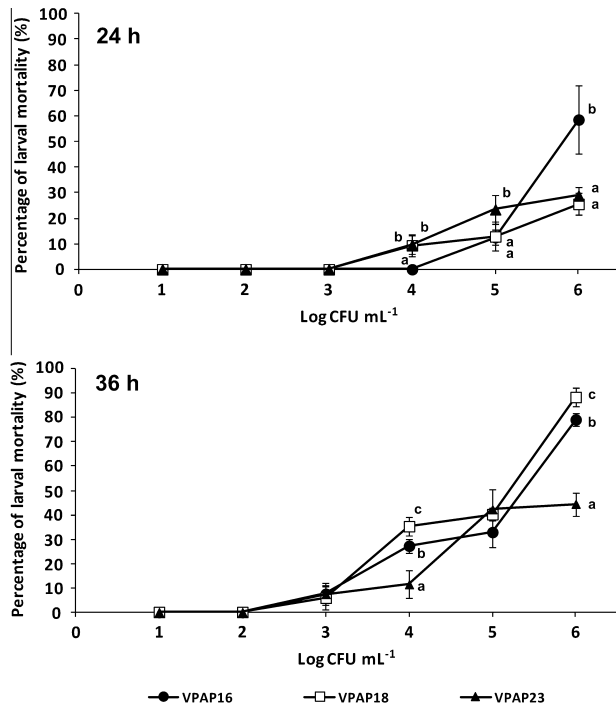 Percentage of larval mortality (%)
24 h
100
90
80
70
60
50
40
30
20
10
0
b
a
a
b
b
b
a
a
a
0 1 2 3 4 5 6
Log CFU mL-1
Percentage of larval mortality (%)
36 h
100
90
80
70
60
50
40
30
20
10
0
c
b
a
c
b
a
0 1 2 3 4 5 6
Log CFU mL-1
VPAP16 VPAP18 VPAP23